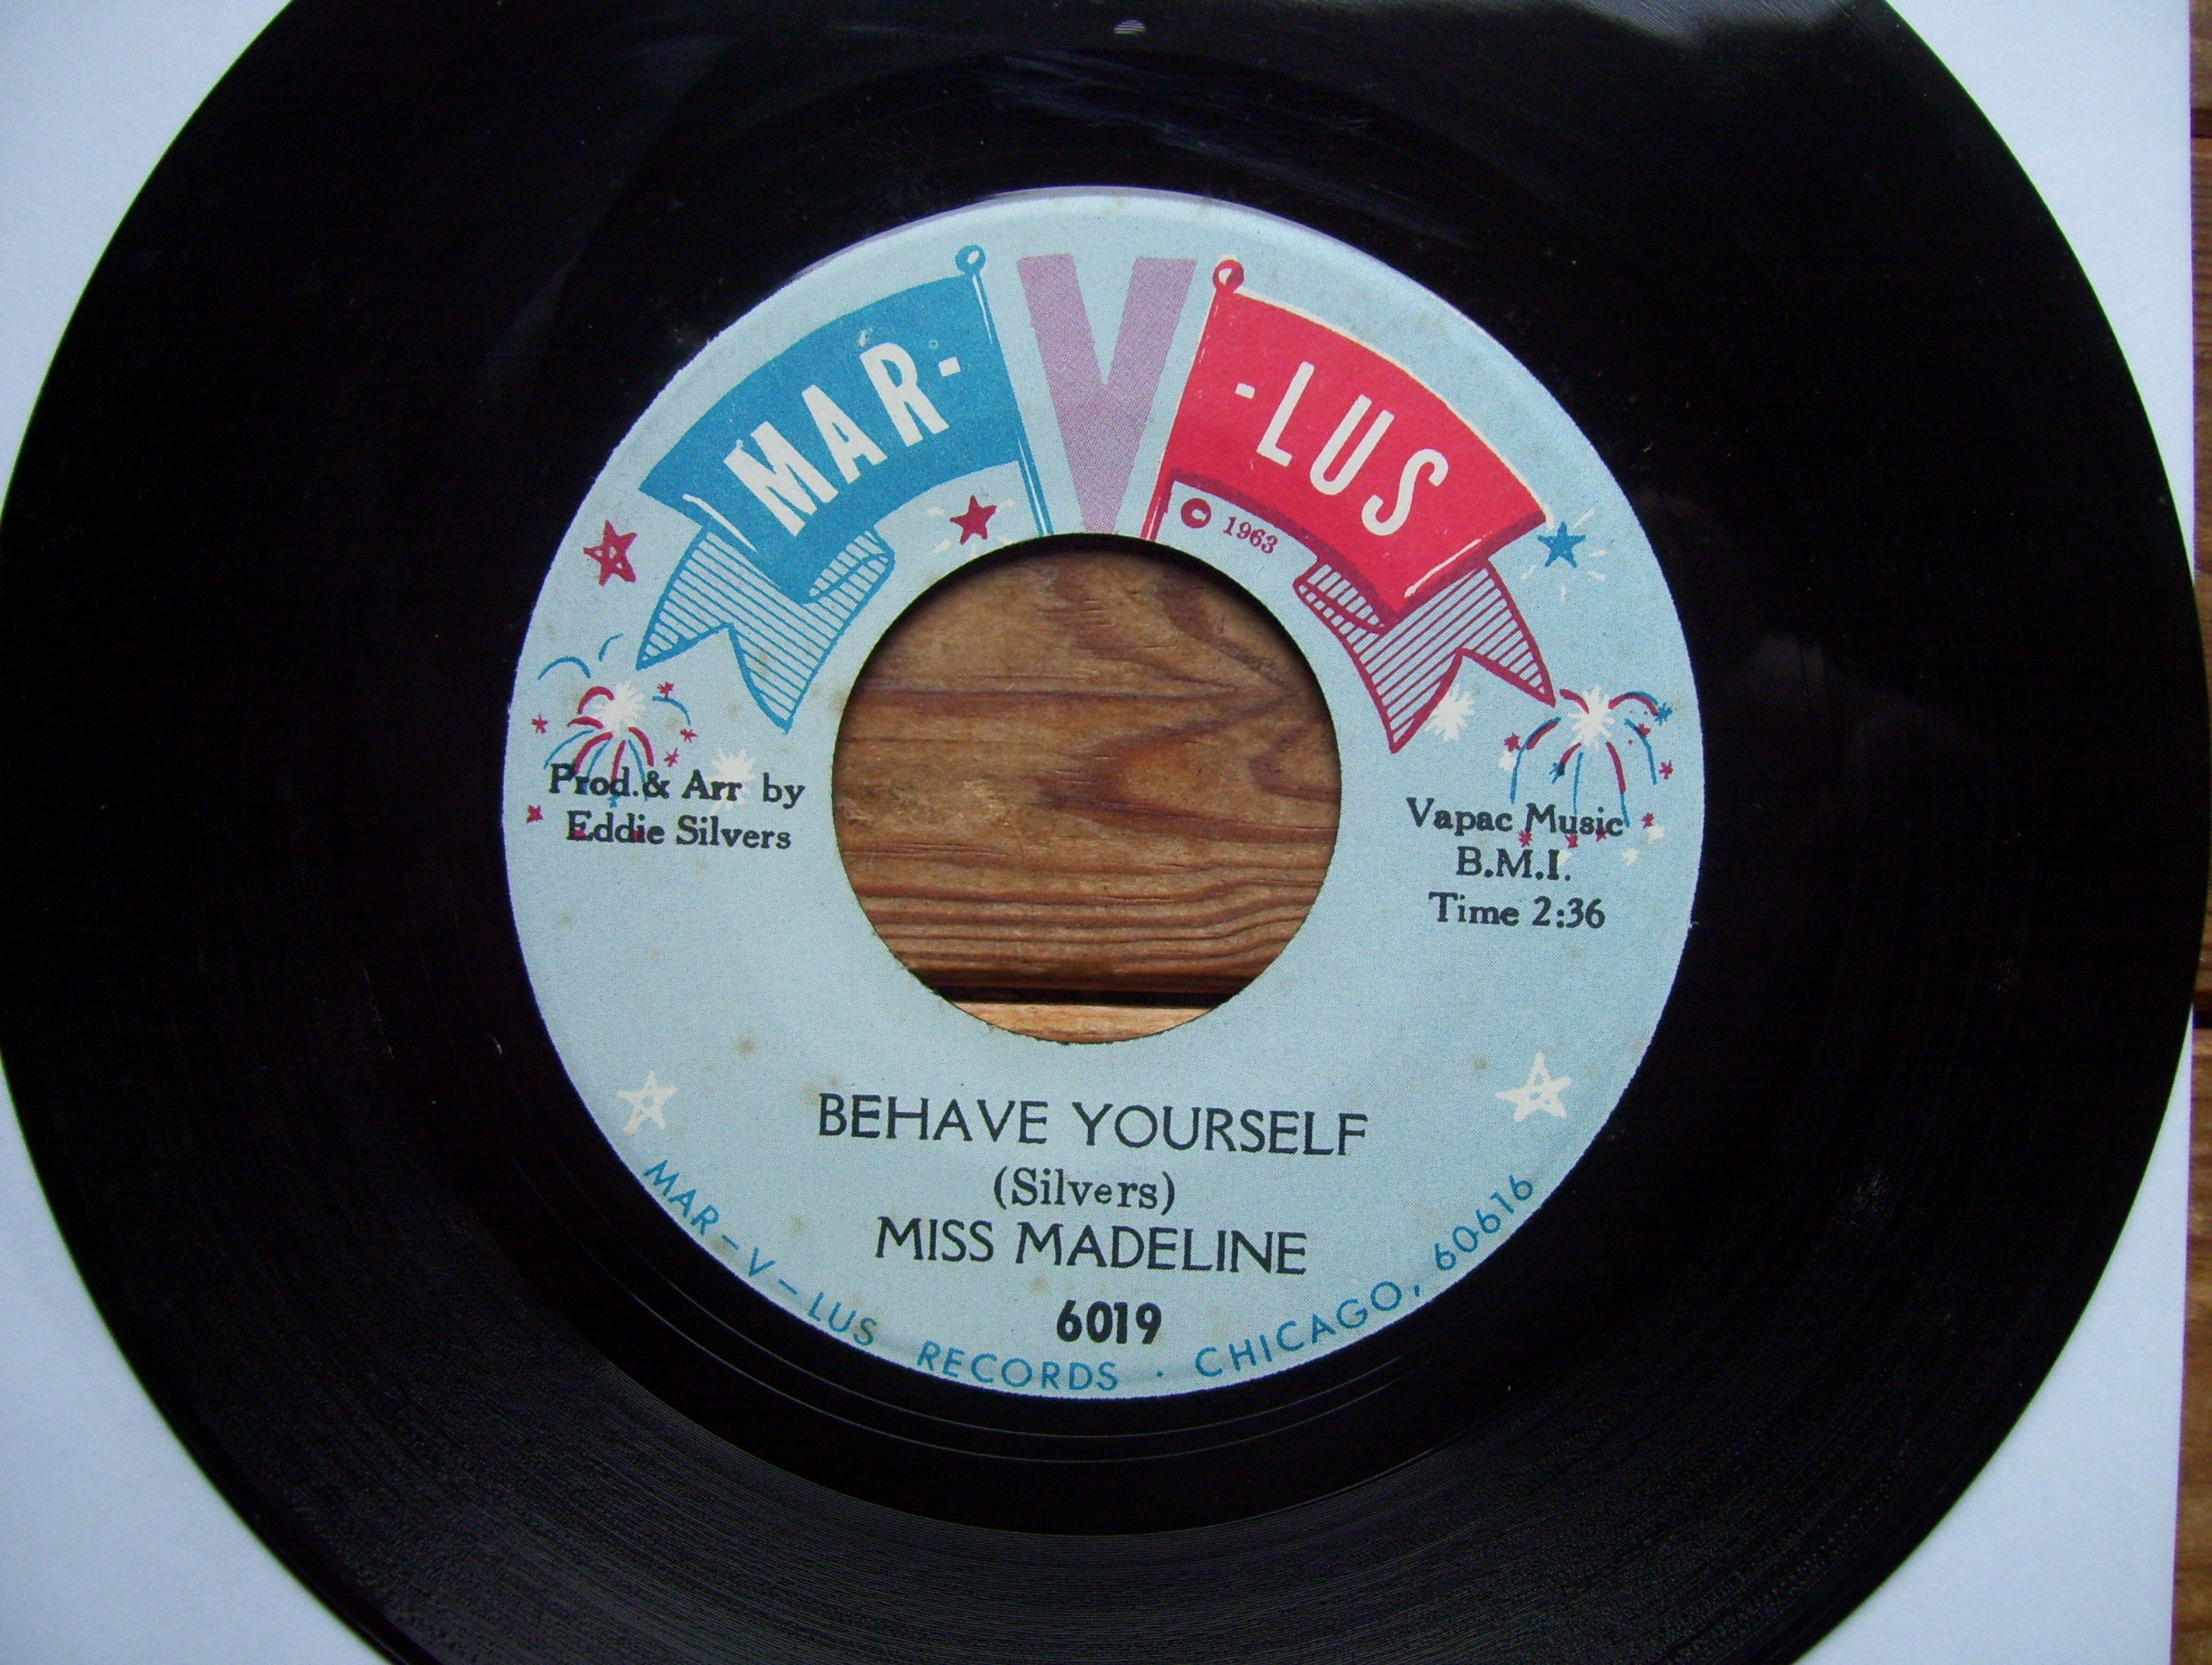 MAR-
V
-LUS
© 1963
Prod.& Arr by
Eddie Silvers
Vapac Music
B.M.I.
Time 2:36
BEHAVE YOURSELF
(Silvers)
MISS MADELINE
6019
MAR-V-LUS RECORDS · CHICAGO, 60616